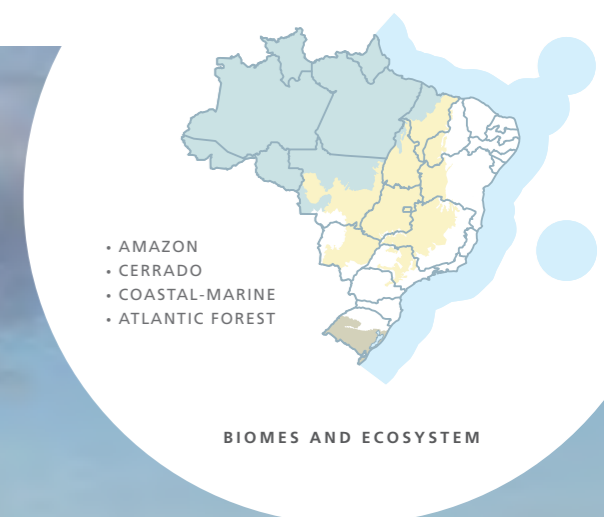 • AMAZON
• CERRADO
• COASTAL-MARINE
• ATLANTIC FOREST
BIOMES AND ECOSYSTEM